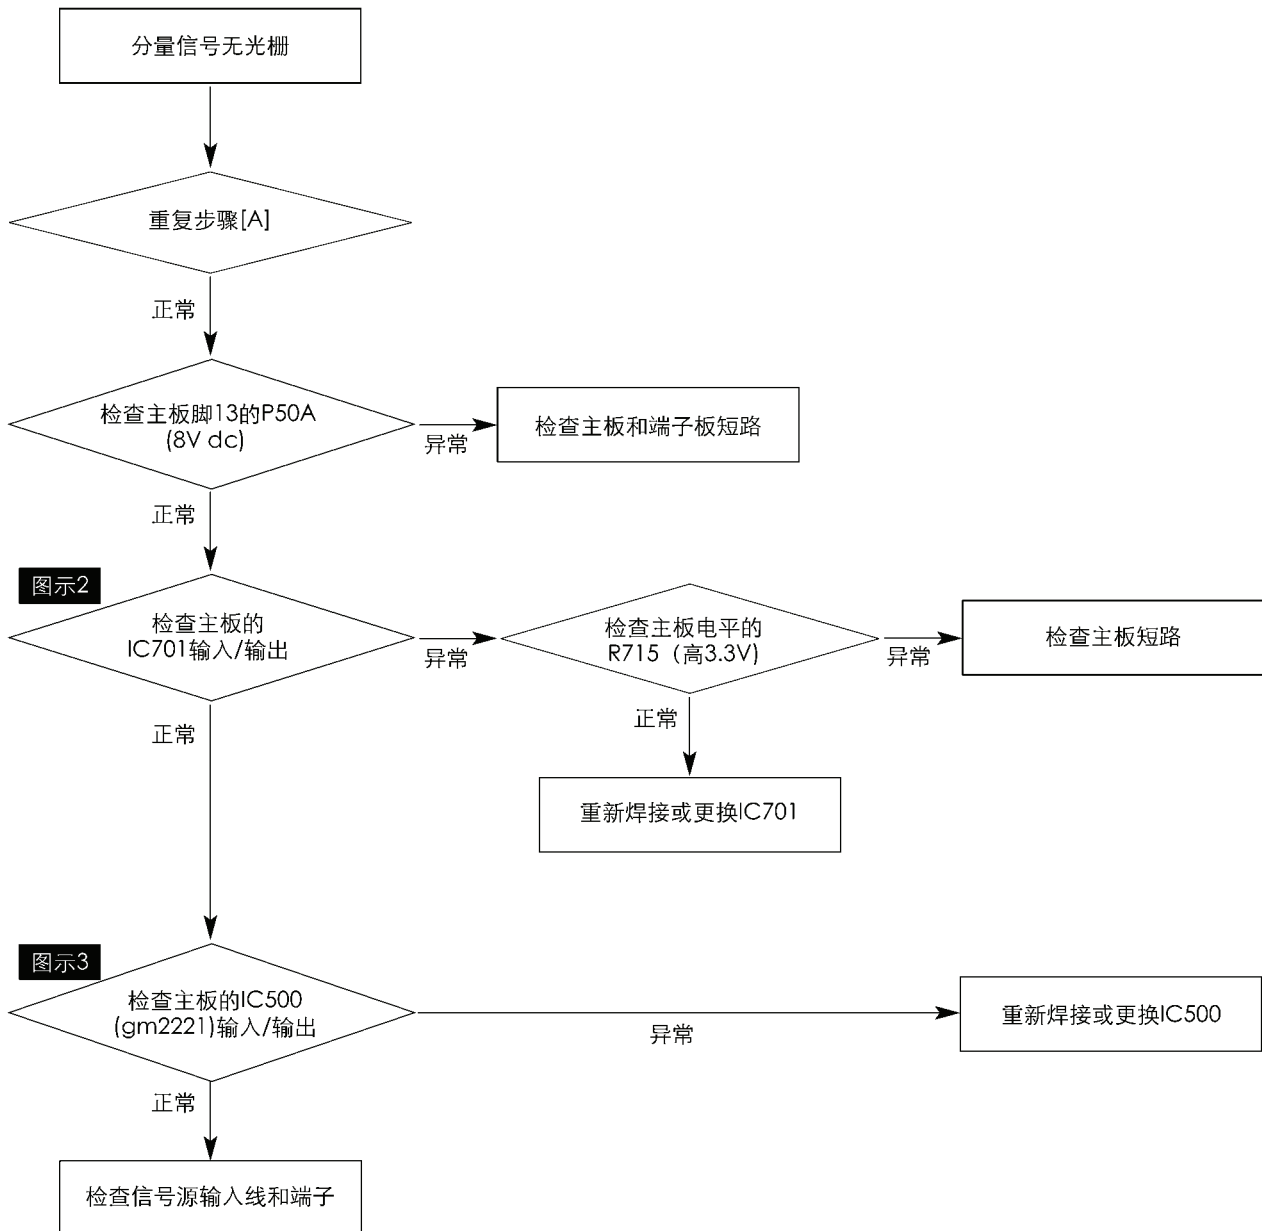 分量信号无光栅
重复步骤[A]
正常
检查主板脚13的P50A
(8V dc)
异常
检查主板和端子板短路
正常
图示2
检查主板的
IC701输入/输出
异常
检查主板电平的
R715（高3.3V)
异常
检查主板短路
正常
正常
重新焊接或更换IC701
图示3
检查主板的IC500
(gm2221)输入/输出
异常
重新焊接或更换IC500
正常
检查信号源输入线和端子